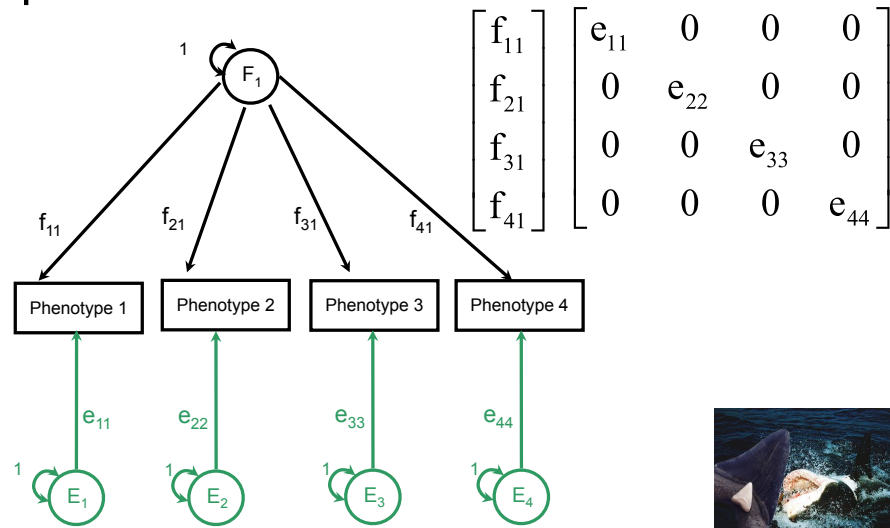 1
F1
f11
f21
f31
f41
f11
f21
f31
f41
e11 0 0 0
0 e22 0 0
0 0 e33 0
0 0 0 e44
Phenotype 1 Phenotype 2 Phenotype 3 Phenotype 4
e11 e22 e33 e44
1 1 1 1
E1 E2 E3 E4